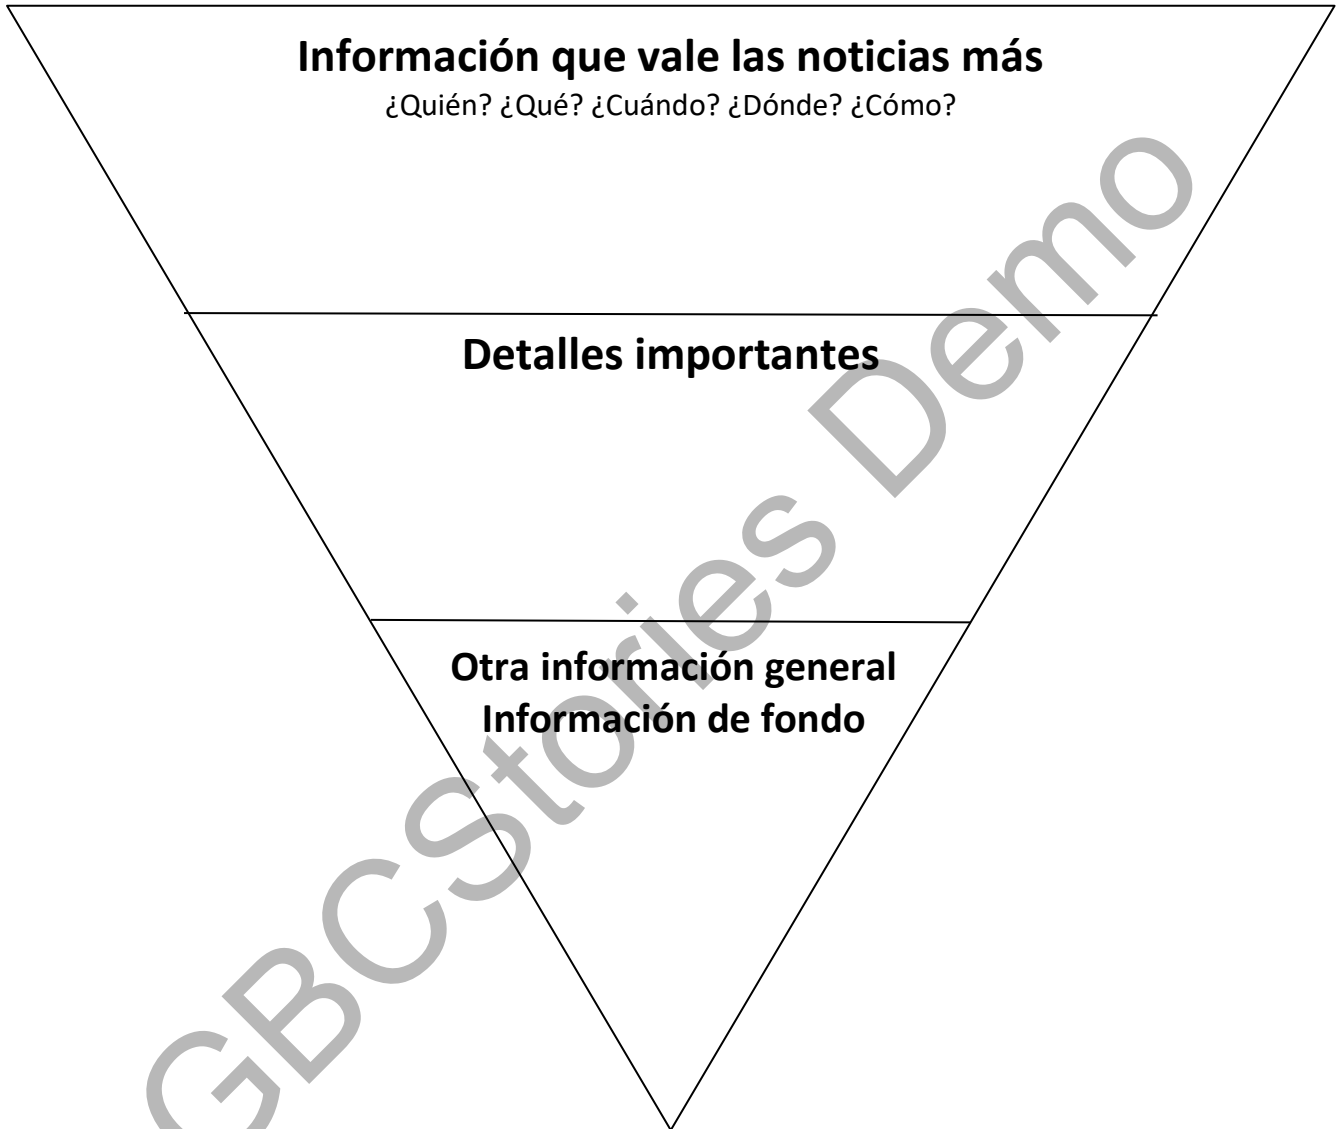 Información que vale las noticias más
¿Quién? ¿Qué? ¿Cuándo? ¿Dónde? ¿Cómo?
Detalles importantes
Otra información general
Información de fondo
GBCStories Demo